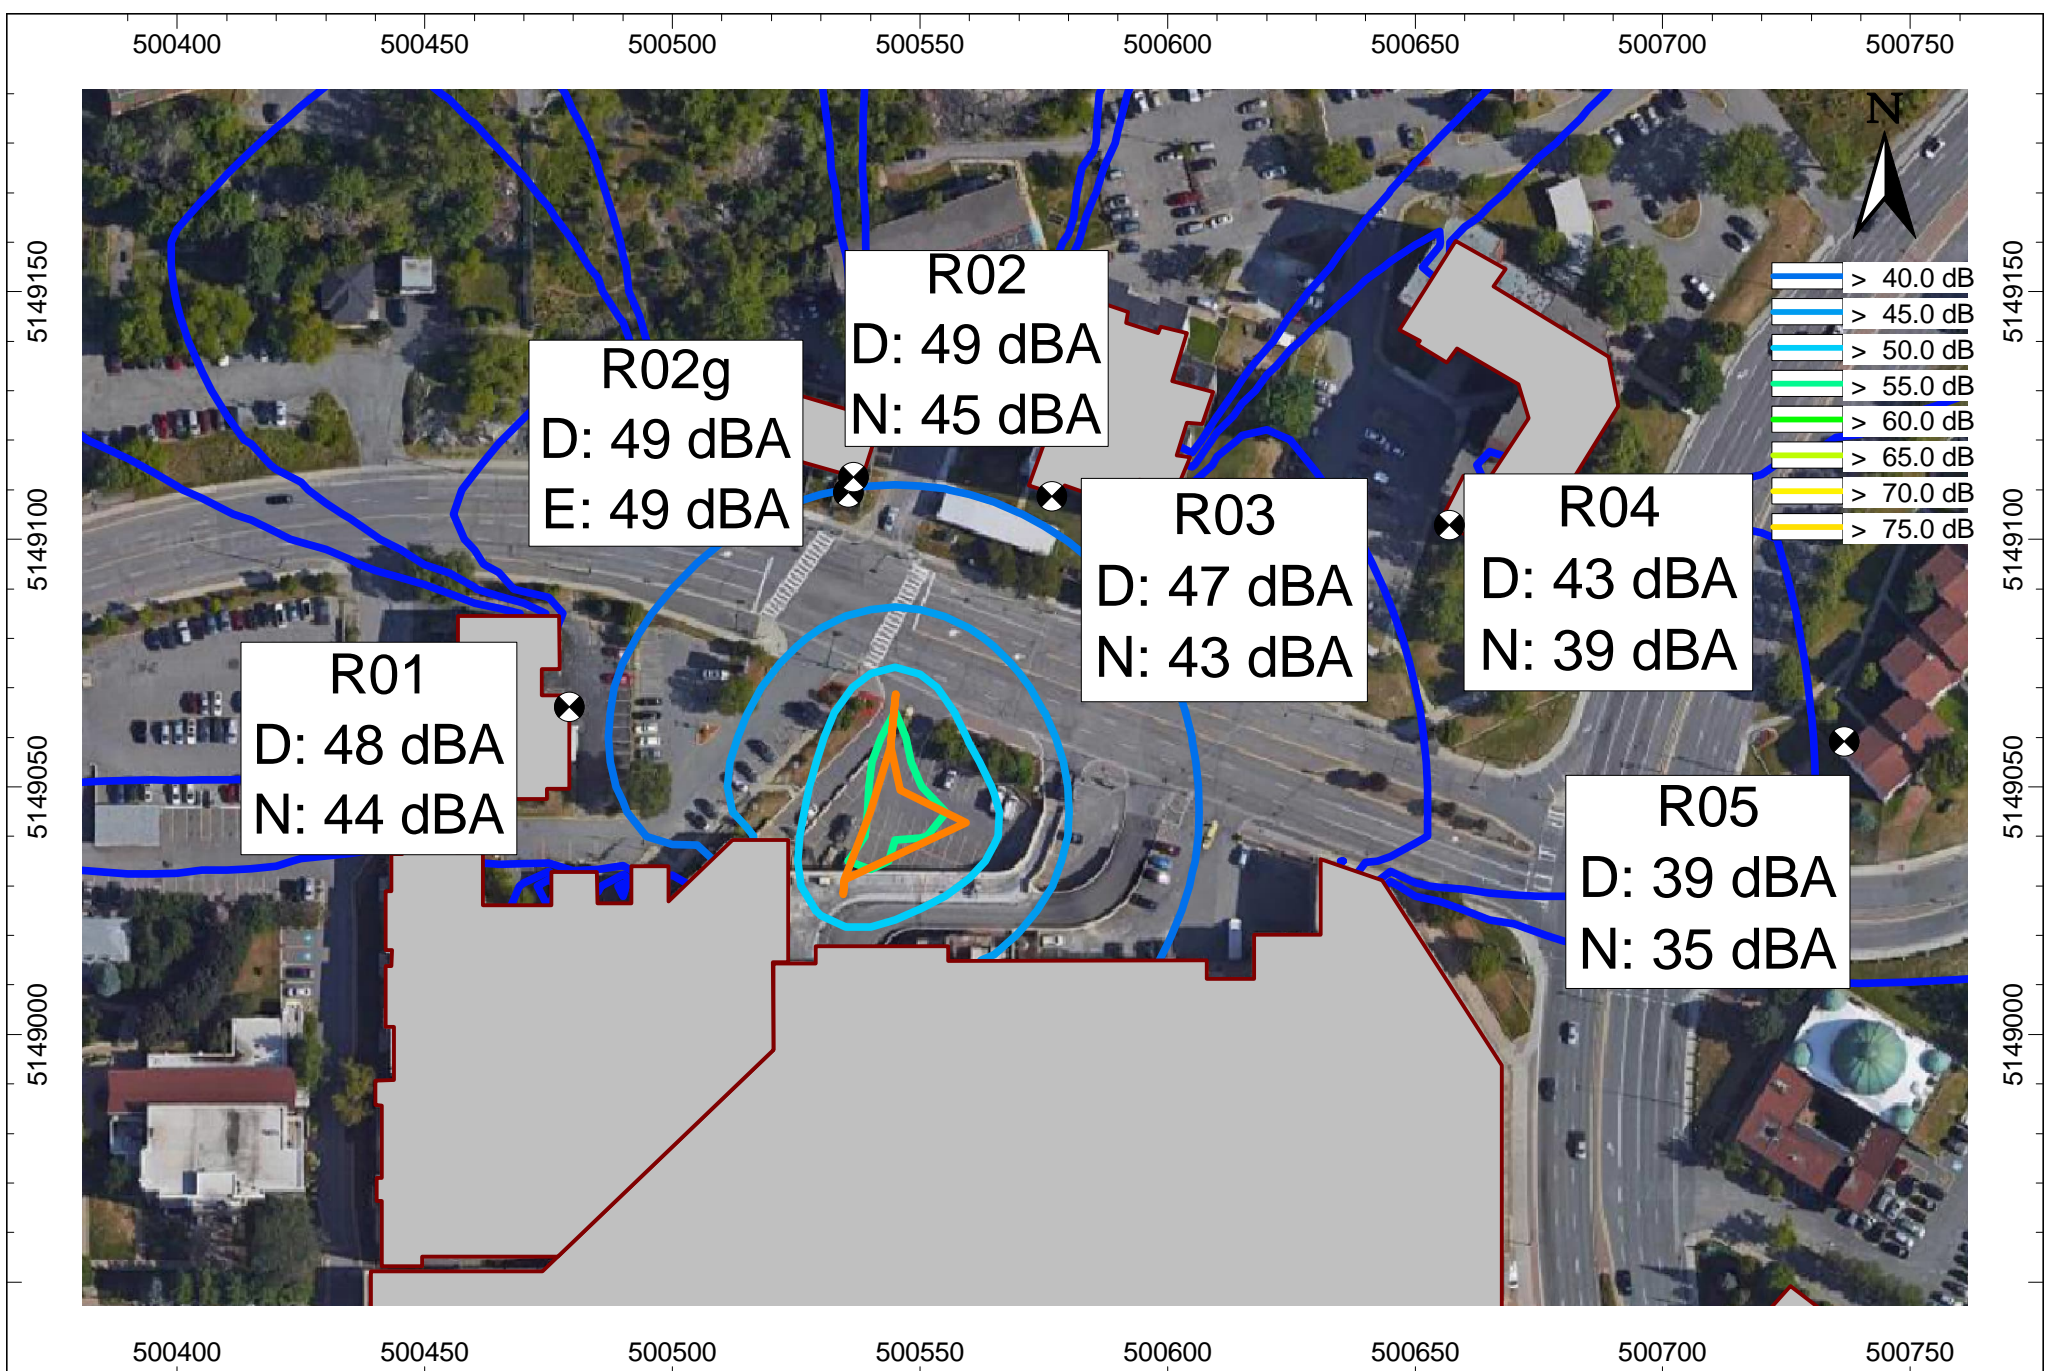 500400 500450 500500 500550 500600 500650 500700 500750
N
5149150
5149100
5149050
5149000
5149150
5149100
5149050
5149000
> 40.0 dB
> 45.0 dB
> 50.0 dB
> 55.0 dB
> 60.0 dB
> 65.0 dB
> 70.0 dB
> 75.0 dB
R02
D: 49 dBA
N: 45 dBA
R02g
D: 49 dBA
E: 49 dBA
R03
D: 47 dBA
N: 43 dBA
R04
D: 43 dBA
N: 39 dBA
R01
D: 48 dBA
N: 44 dBA
R05
D: 39 dBA
N: 35 dBA
500400 500450 500500 500550 500600 500650 500700 500750